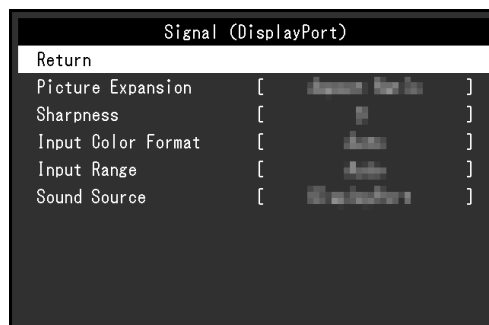 Signal (DisplayPort)
Return
Picture Expansion [ ]
Sharpness [ ]
Input Color Format [ ]
Input Range [ ]
Sound Source [ ]